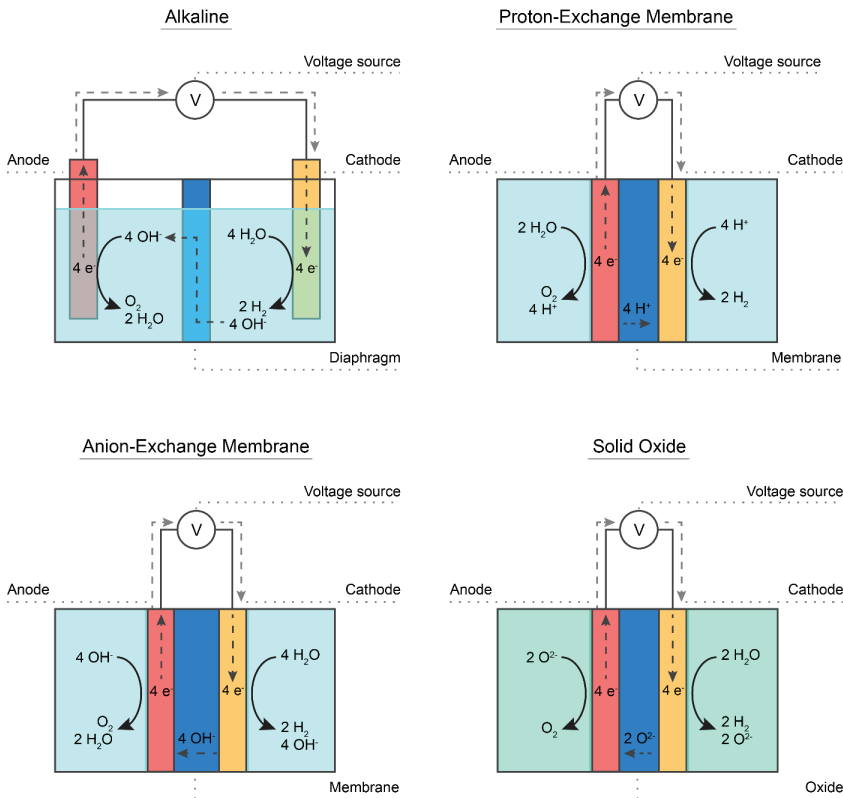 Alkaline
Voltage source
V
Anode
Cathode
4 OH-
4 H2O
4 e-
4 e-
O2
2 H2O
2 H2
4 OH-
Diaphragm
Proton-Exchange Membrane
Voltage source
V
Anode
Cathode
2 H2O
4 H+
4 e-
4 e-
O2
4 H+
4 H+
2 H2
Membrane
Anion-Exchange Membrane
Voltage source
V
Anode
Cathode
4 OH-
4 H2O
4 e-
4 e-
O2
2 H2O
4 OH-
2 H2
4 OH-
Membrane
Solid Oxide
Voltage source
V
Anode
Cathode
2 O2-
2 H2O
4 e-
4 e-
O2
2 O2-
2 H2
2 O2-
Oxide